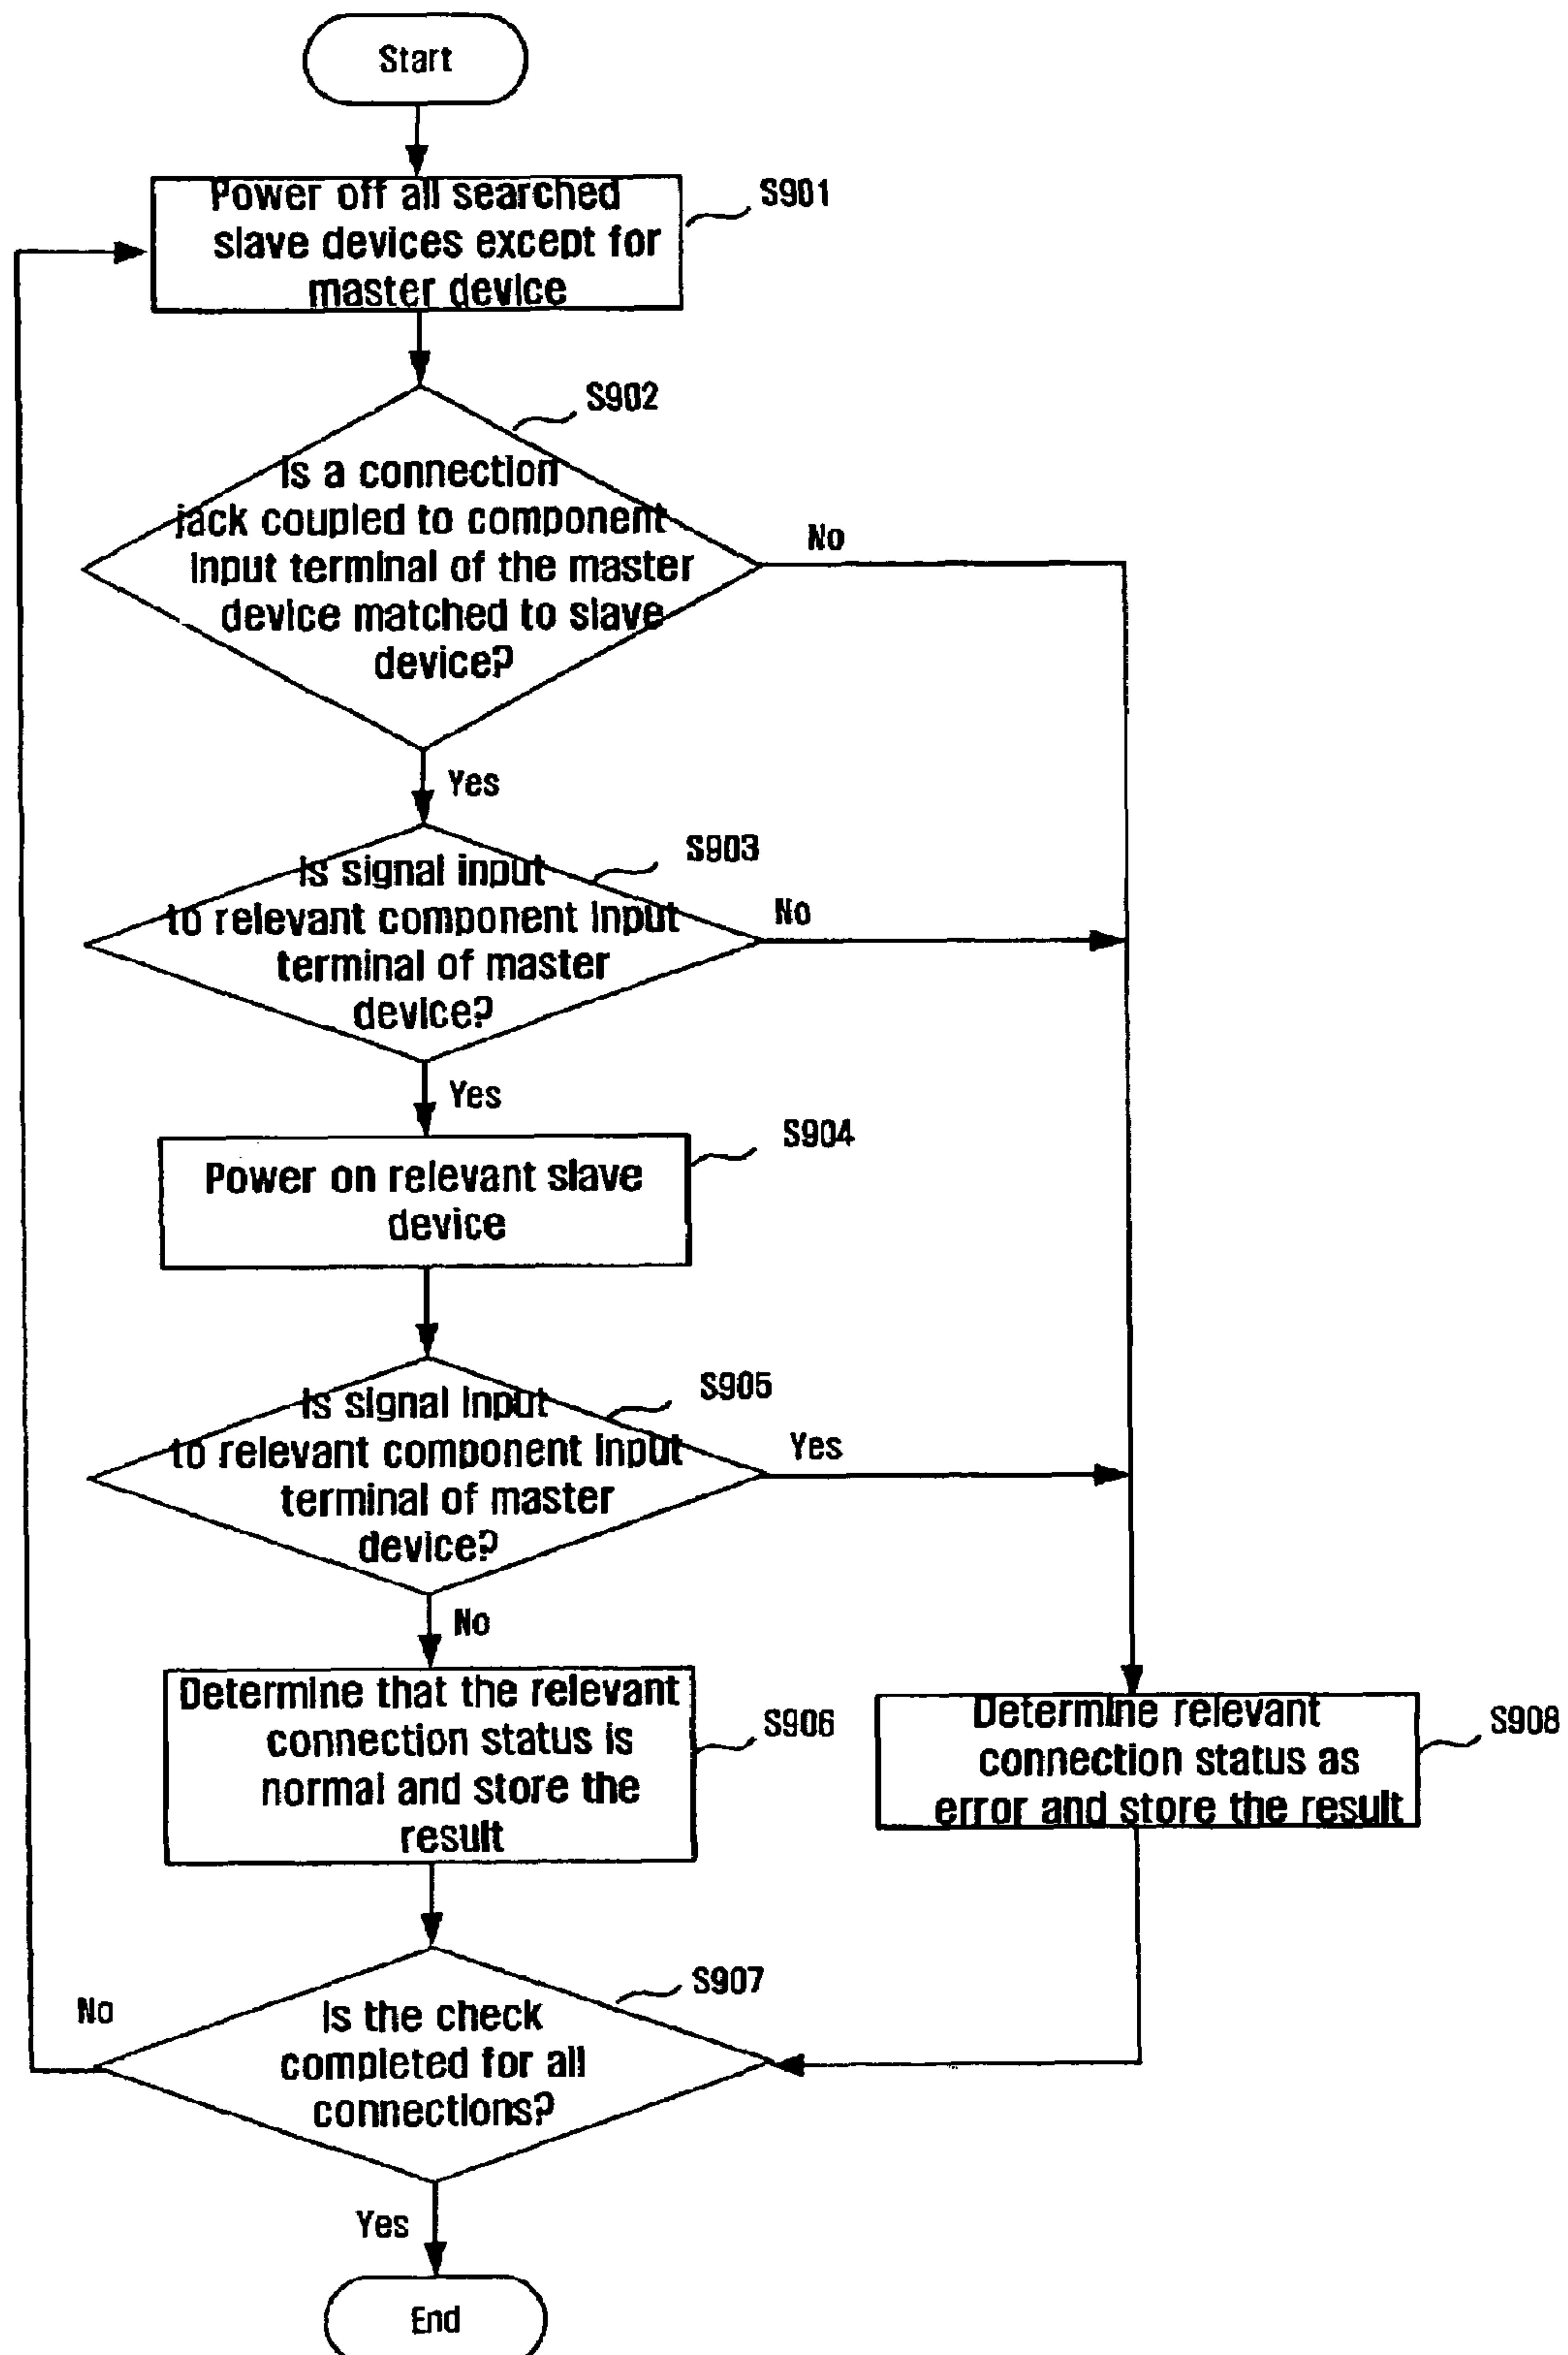 Start
Power off all searched
slave devices except for
master device
S901
S902
Is a connection
jack coupled to component
input terminal of the master
device matched to slave
device?
No
Yes
S903
Is signal input
to relevant component input
terminal of master
device?
No
Yes
S904
Power on relevant slave
device
S905
Is signal input
to relevant component input
terminal of master
device?
Yes
No
Determine that the relevant
connection status is
normal and store the
result
S906
Determine relevant
connection status as
error and store the result
S908
S907
No
Is the check
completed for all
connections?
Yes
End